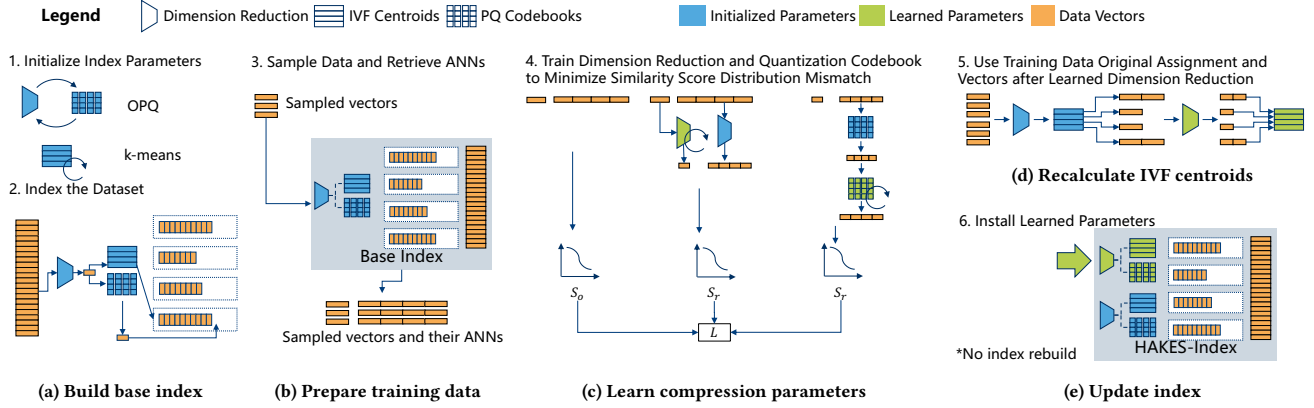 Legend
Dimension Reduction
IVF Centroids
PQ Codebooks
Initialized Parameters
Learned Parameters
Data Vectors
1. Initialize Index Parameters
OPQ
k-means
2. Index the Dataset
(a) Build base index
3. Sample Data and Retrieve ANNs
Sampled vectors
Base Index
Sampled vectors and their ANNs
(b) Prepare training data
4. Train Dimension Reduction and Quantization Codebook
to Minimize Similarity Score Distribution Mismatch
S_o
S_r
S_r
L
(c) Learn compression parameters
5. Use Training Data Original Assignment and
Vectors after Learned Dimension Reduction
(d) Recalculate IVF centroids
6. Install Learned Parameters
HAKES-Index
*No index rebuild
(e) Update index